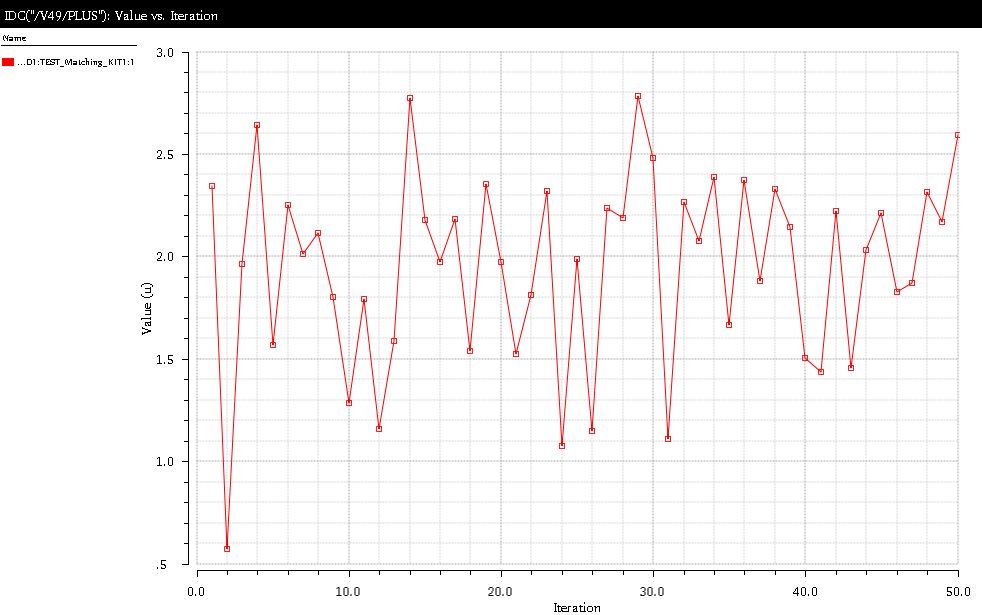 IDC("/V49/PLUS"): Value vs. Iteration
Name
...D1:TEST_Matching_KIT1:1
3.0
2.5
2.0
1.5
1.0
.5
Value (u)
0.0 10.0 20.0 30.0 40.0 50.0
Iteration